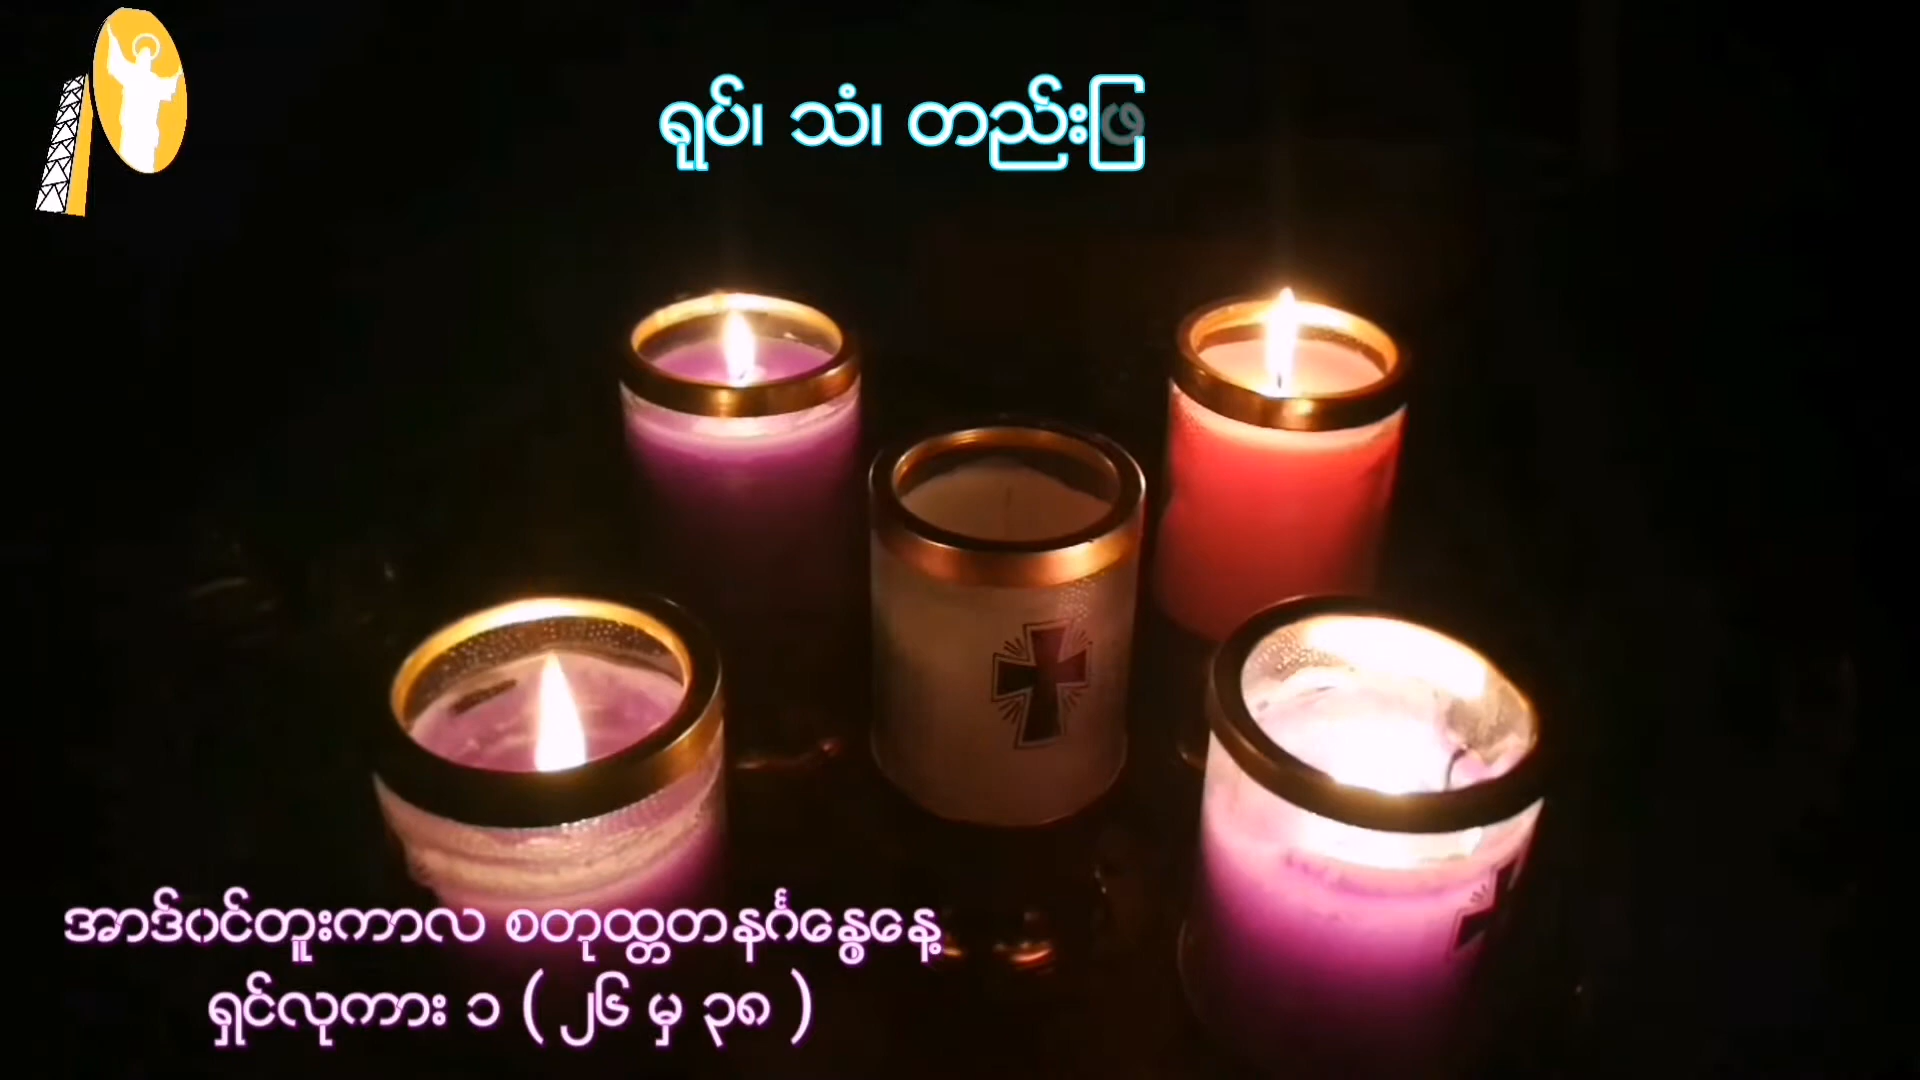 ရုပ်၊ သံ၊ တည်းဖြ
အာဒ်ဝင်တူးကာလ စတုထ္တတနင်္ဂနွေနေ့
ရှင်လုကား ၁ ( ၂၆ မှ ၃၈ )